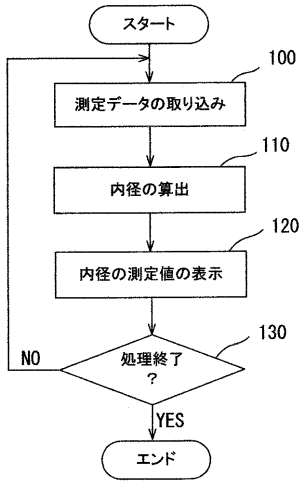 スタート
100
測定データの取り込み
110
内径の算出
120
内径の測定値の表示
130
処理終了
?
NO
YES
エンド